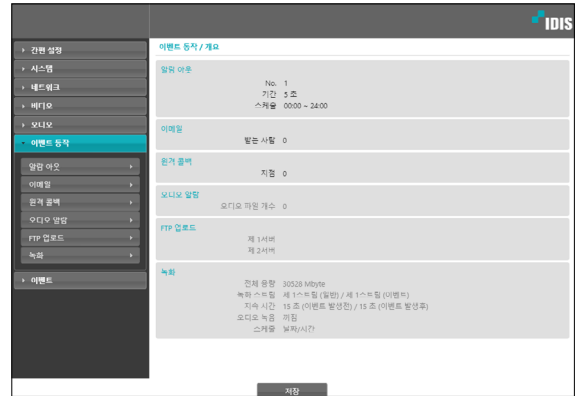 IDIS
간편 설정
시스템
네트워크
비디오
오디오
이벤트 동작
알람 아웃
이메일
원격 콜백
오디오 알람
FTP 업로드
녹화
이벤트
이벤트 동작 / 개요
알람 아웃
No. 1
기간 5 초
스케줄 00:00 ~ 24:00
이메일
받는 사람 0
원격 콜백
지점 0
오디오 알람
오디오 파일 개수 0
FTP 업로드
제 1서버
제 2서버
녹화
전체 용량 30528 Mbyte
녹화 스트림 제 1스트림 (일반) / 제 1스트림 (이벤트)
지속 시간 15 초 (이벤트 발생전) / 15 초 (이벤트 발생후)
오디오 녹음 꺼짐
스케줄 날짜/시간
저장